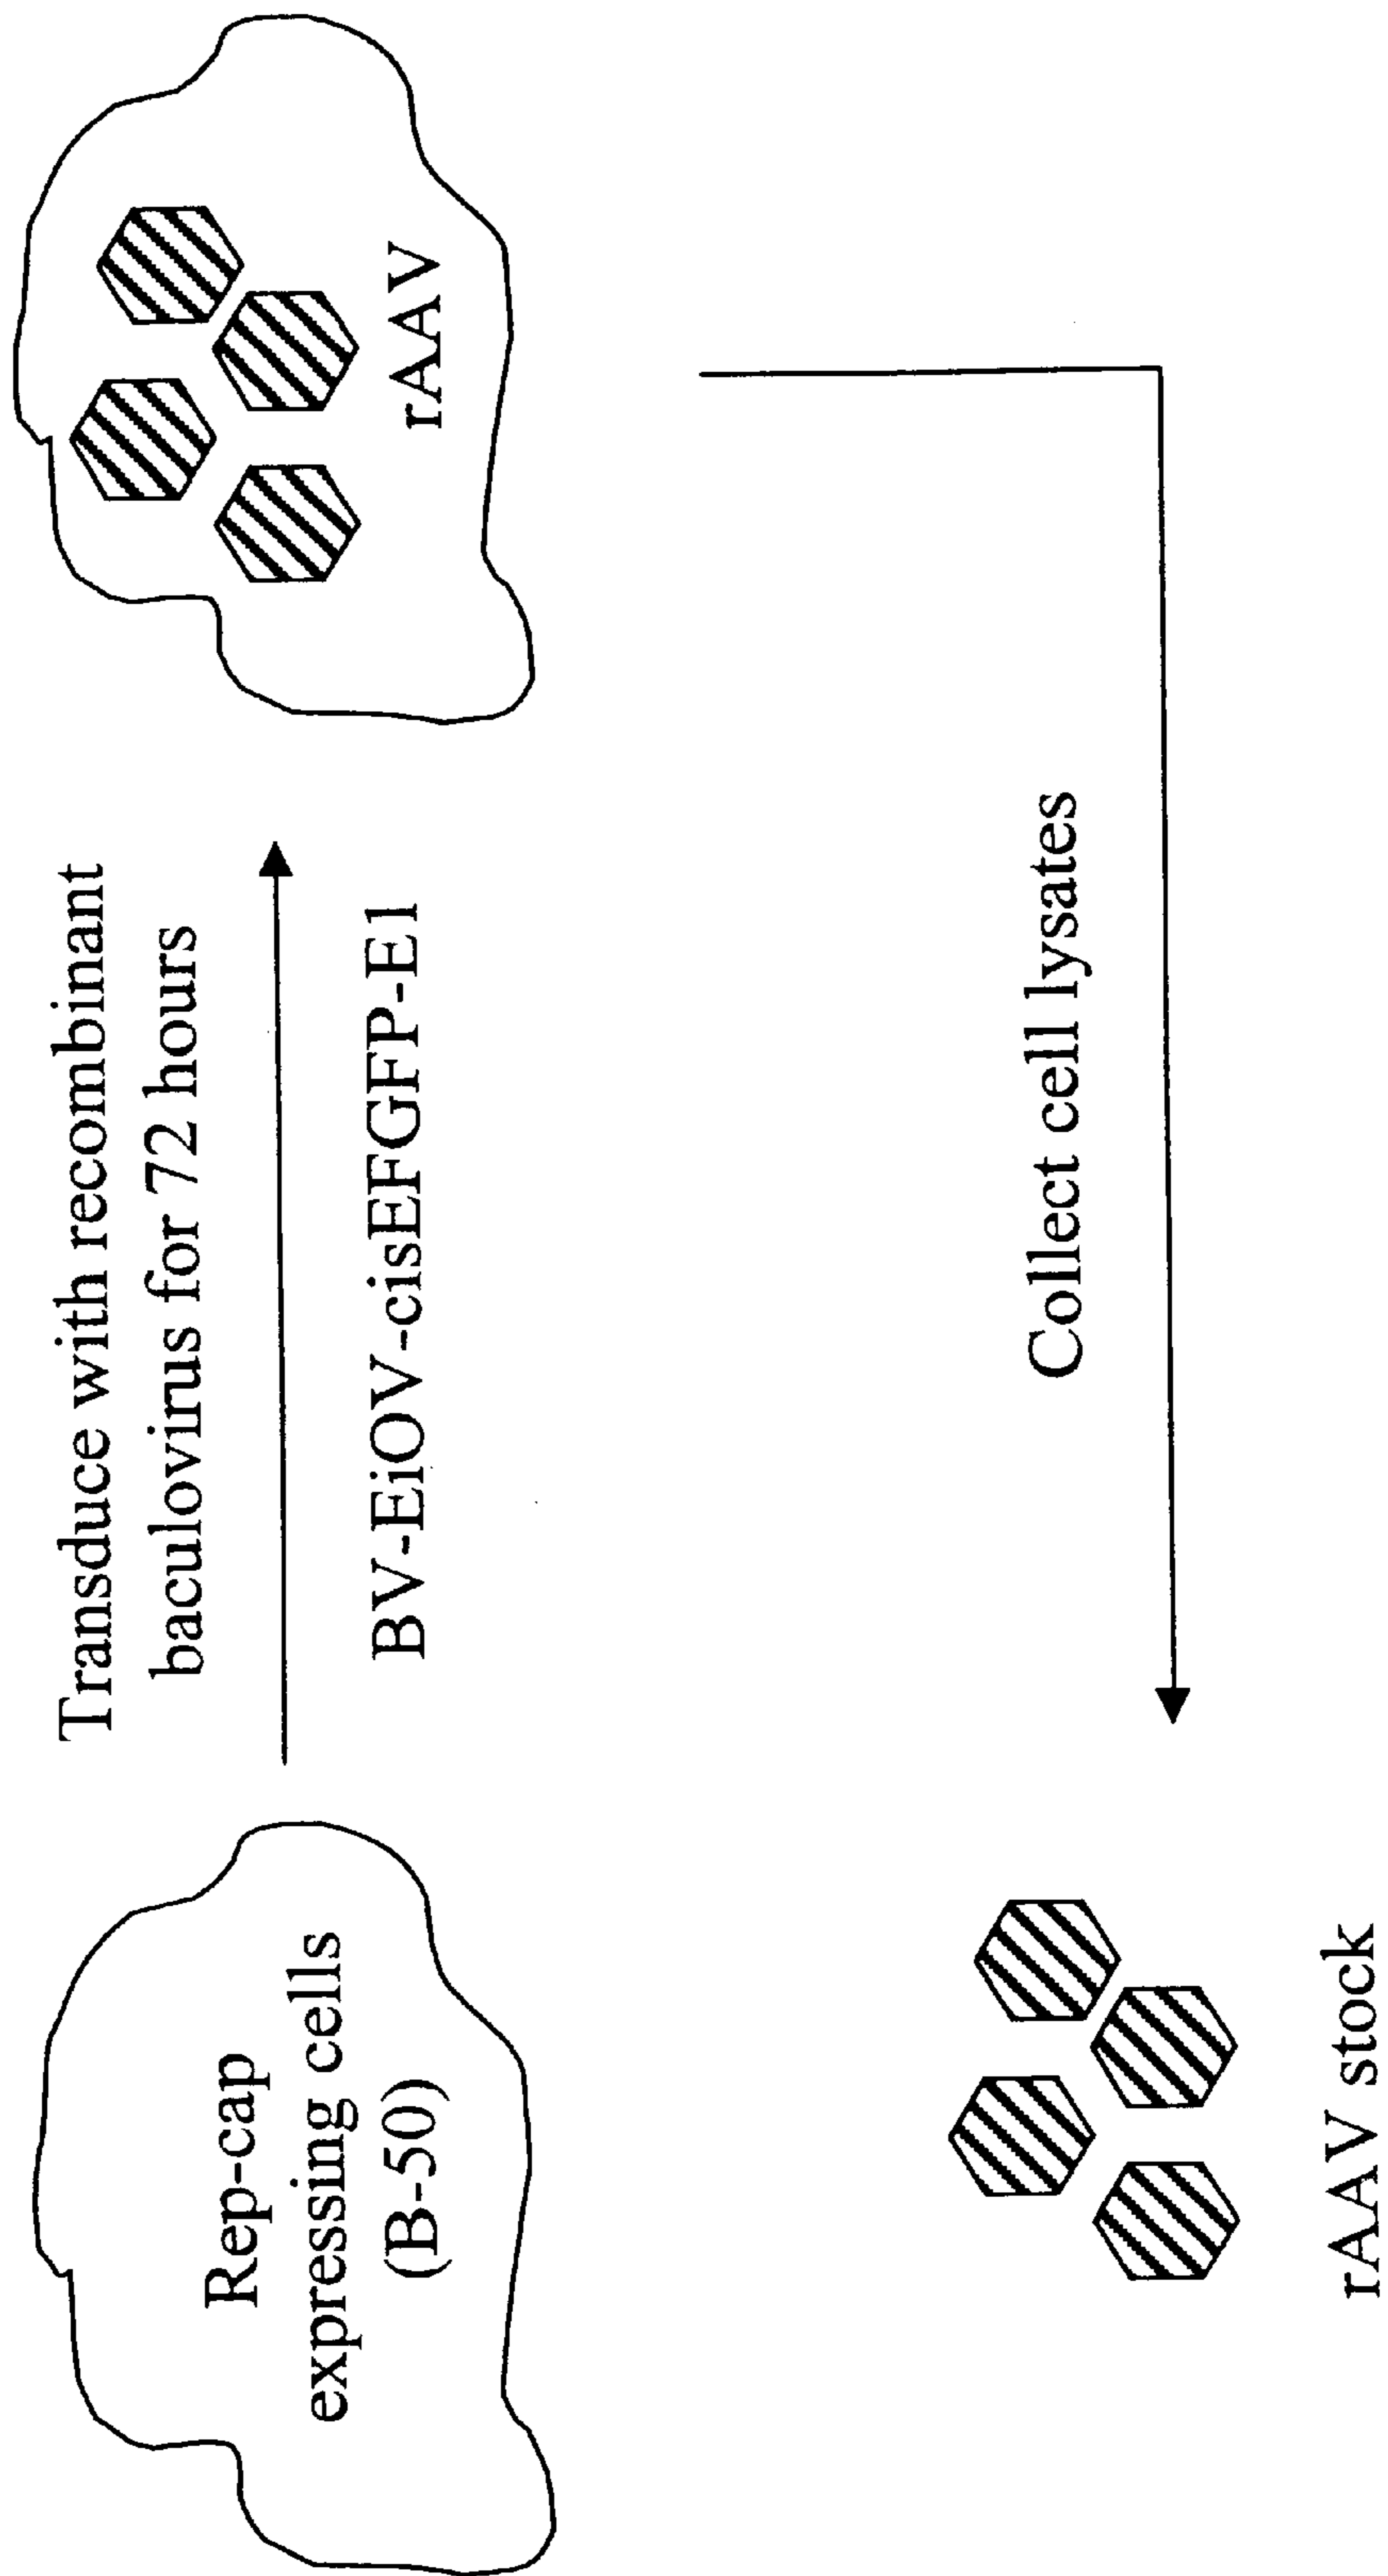 Rep-cap
expressing cells
(B-50)
Transduce with recombinant
baculovirus for 72 hours
BV-EiOV-cisEFGFP-E1
rAAV
Collect cell lysates
rAAV stock